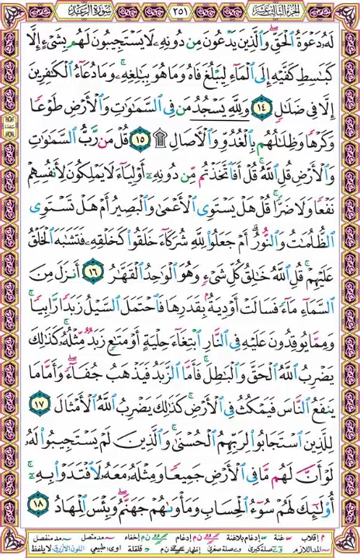 الجزء الثالث عشر ٢٥١ سورة الرعد
لَهُۥ دَعۡوَةُ ٱلۡحَقِّۚ وَٱلَّذِينَ يَدۡعُونَ مِن دُونِهِۦ لَا يَسۡتَجِيبُونَ لَهُم بِشَيۡءٍ إِلَّا
كَبَٰسِطِ كَفَّيۡهِ إِلَى ٱلۡمَآءِ لِيَبۡلُغَ فَاهُ وَمَا هُوَ بِبَٰلِغِهِۦۚ وَمَا دُعَآءُ ٱلۡكَٰفِرِينَ
إِلَّا فِي ضَلَٰلٖ ١٤ وَلِلَّهِۤ يَسۡجُدُۤ مَن فِي ٱلسَّمَٰوَٰتِ وَٱلۡأَرۡضِ طَوۡعٗا
وَكَرۡهٗا وَظِلَٰلُهُم بِٱلۡغُدُوِّ وَٱلۡأٓصَالِ ۩ ١٥ قُلۡ مَن رَّبُّ ٱلسَّمَٰوَٰتِ
وَٱلۡأَرۡضِ قُلِ ٱللَّهُۚ قُلۡ أَفَٱتَّخَذۡتُم مِّن دُونِهِۦٓ أَوۡلِيَآءَ لَا يَمۡلِكُونَ لِأَنفُسِهِمۡ
نَفۡعٗا وَلَا ضَرّٗاۚ قُلۡ هَلۡ يَسۡتَوِي ٱلۡأَعۡمَىٰ وَٱلۡبَصِيرُ أَمۡ هَلۡ تَسۡتَوِي
ٱلظُّلُمَٰتُ وَٱلنُّورُۗ أَمۡ جَعَلُواْ لِلَّهِ شُرَكَآءَ خَلَقُواْ كَخَلۡقِهِۦ فَتَشَٰبَهَ ٱلۡخَلۡقُ
عَلَيۡهِمۡۚ قُلِ ٱللَّهُ خَٰلِقُ كُلِّ شَيۡءٖ وَهُوَ ٱلۡوَٰحِدُ ٱلۡقَهَّٰرُ ١٦ أَنزَلَ مِنَ
ٱلسَّمَآءِ مَآءٗ فَسَالَتۡ أَوۡدِيَةُۢ بِقَدَرِهَا فَٱحۡتَمَلَ ٱلسَّيۡلُ زَبَدٗا رَّابِيٗاۖ
وَمِمَّا يُوقِدُونَ عَلَيۡهِ فِي ٱلنَّارِ ٱبۡتِغَآءَ حِلۡيَةٍ أَوۡ مَتَٰعٖ زَبَدٞ مِّثۡلُهُۥۚ كَذَٰلِكَ
يَضۡرِبُ ٱللَّهُ ٱلۡحَقَّ وَٱلۡبَٰطِلَۚ فَأَمَّا ٱلزَّبَدُ فَيَذۡهَبُ جُفَآءٗۖ وَأَمَّا مَا
يَنفَعُ ٱلنَّاسَ فَيَمۡكُثُ فِي ٱلۡأَرۡضِۚ كَذَٰلِكَ يَضۡرِبُ ٱللَّهُ ٱلۡأَمۡثَالَ ١٧
لِلَّذِينَ ٱسۡتَجَابُواْ لِرَبِّهِمُ ٱلۡحُسۡنَىٰۚ وَٱلَّذِينَ لَمۡ يَسۡتَجِيبُواْ لَهُۥ
لَوۡ أَنَّ لَهُم مَّا فِي ٱلۡأَرۡضِ جَمِيعٗا وَمِثۡلَهُۥ مَعَهُۥ لَٱفۡتَدَوۡاْ بِهِۦٓۚ
أُوْلَٰٓئِكَ لَهُمۡ سُوٓءُ ٱلۡحِسَابِ وَمَأۡوَىٰهُمۡ جَهَنَّمُۖ وَبِئۡسَ ٱلۡمِهَادُ ١٨